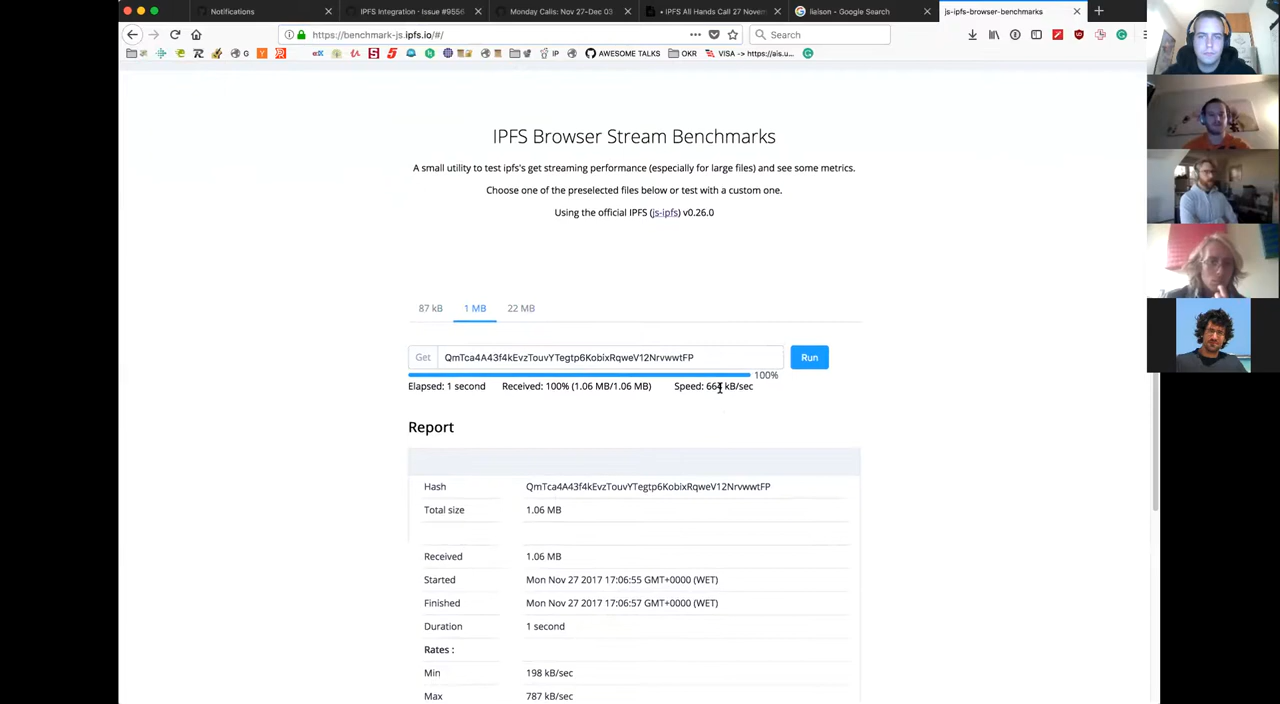 Notifications
IPFS Integration · Issue #9556
Monday Calls: Nov 27-Dec 03
• IPFS All Hands Call 27 Novem
liaison - Google Search
js-ipfs-browser-benchmarks
https://benchmark-js.ipfs.io/#/
Search
G
IP
AWESOME TALKS
OKR
VISA -> https://ais.u...
IPFS Browser Stream Benchmarks
A small utility to test ipfs's get streaming performance (especially for large files) and see some metrics.
Choose one of the preselected files below or test with a custom one.
Using the official IPFS (js-ipfs) v0.26.0
87 kB
1 MB
22 MB
Get
QmTca4A43f4kEvzTouvYTegtp6KobixRqweV12NrvwwtFP
Run
100%
Elapsed: 1 second Received: 100% (1.06 MB/1.06 MB) Speed: kB/sec
Report
Hash QmTca4A43f4kEvzTouvYTegtp6KobixRqweV12NrvwwtFP
Total size 1.06 MB
Received 1.06 MB
Started Mon Nov 27 2017 17:06:55 GMT+0000 (WET)
Finished Mon Nov 27 2017 17:06:57 GMT+0000 (WET)
Duration 1 second
Rates :
Min 198 kB/sec
Max 787 kB/sec